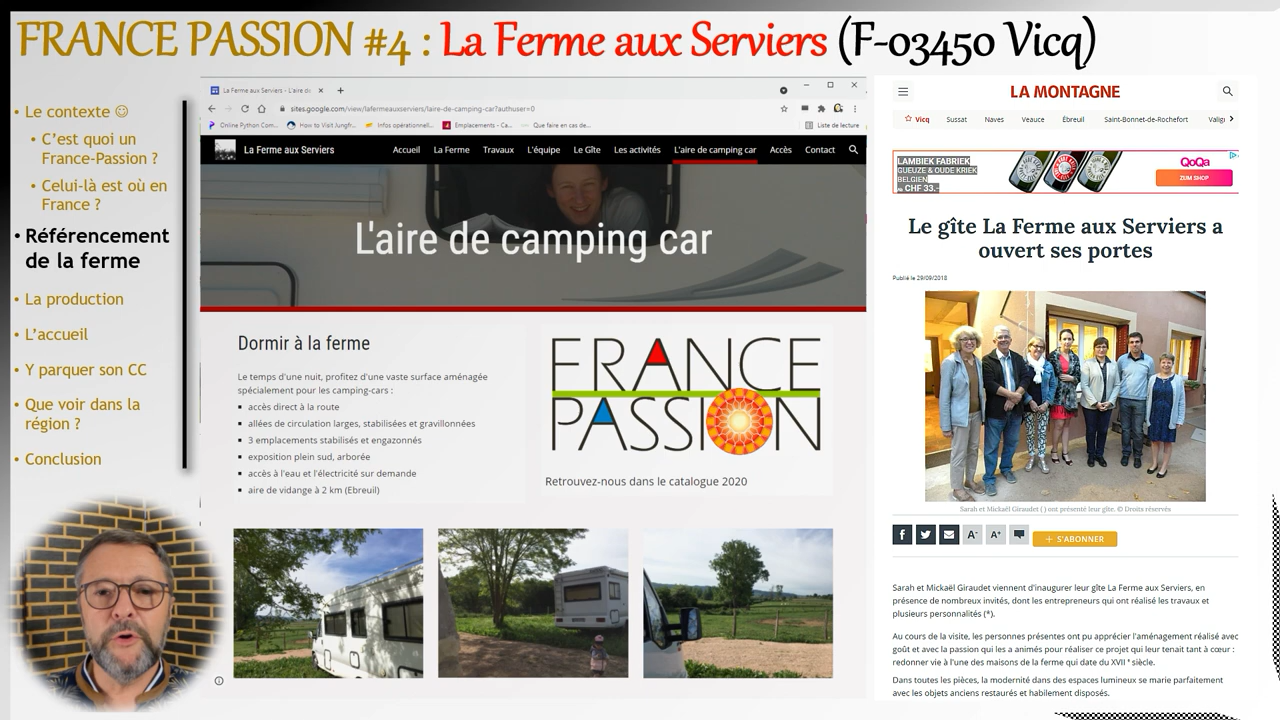 FRANCE PASSION #4 : La Ferme aux Serviers (F-03450 Vicq)
• Le contexte ☺
• C'est quoi un
France-Passion ?
• Celui-là est où en
France ?
• Référencement
de la ferme
• La production
• L'accueil
• Y parquer son CC
• Que voir dans la
région ?
• Conclusion
La Ferme aux Serviers - L'aire de
sites.google.com/view/lafermeauxserviers/laire-de-camping-car?authuser=0
Online Python Com... How to Visit Jungfr... Infos opérationnell... Emplacements - Ca... Que faire en cas de... Liste de lecture
La Ferme aux Serviers Accueil La Ferme Travaux L'équipe Le Gîte Les activités L'aire de camping car Accès Contact
L'aire de camping car
Dormir à la ferme
Le temps d'une nuit, profitez d'une vaste surface aménagée
spécialement pour les camping-cars :
▪ accès direct à la route
▪ allées de circulation larges, stabilisées et gravillonnées
▪ 3 emplacements stabilisés et engazonnés
▪ exposition plein sud, arborée
▪ accès à l'eau et l'électricité sur demande
▪ aire de vidange à 2 km (Ebreuil)
FRANCE
PASSION
Retrouvez-nous dans le catalogue 2020
LA MONTAGNE
Vicq Sussat Naves Veauce Ébreuil Saint-Bonnet-de-Rochefort Valig
LAMBIEK FABRIEK
GUEUZE & OUDE KRIEK
BELGIEN
AB CHF 33.-
QoQa
ZUM SHOP
Le gîte La Ferme aux Serviers a
ouvert ses portes
Publié le 29/09/2018
Sarah et Mickaël Giraudet ( ) ont présenté leur gîte. © Droits réservés
A- A+ + S'ABONNER
Sarah et Mickaël Giraudet viennent d'inaugurer leur gîte La Ferme aux Serviers, en
présence de nombreux invités, dont les entrepreneurs qui ont réalisé les travaux et
plusieurs personnalités (*).
Au cours de la visite, les personnes présentes ont pu apprécier l'aménagement réalisé avec
goût et avec la passion qui les a animés pour réaliser ce projet qui leur tenait tant à cœur :
redonner vie à l'une des maisons de la ferme qui date du XVII e siècle.
Dans toutes les pièces, la modernité dans des espaces lumineux se marie parfaitement
avec les objets anciens restaurés et habilement disposés.